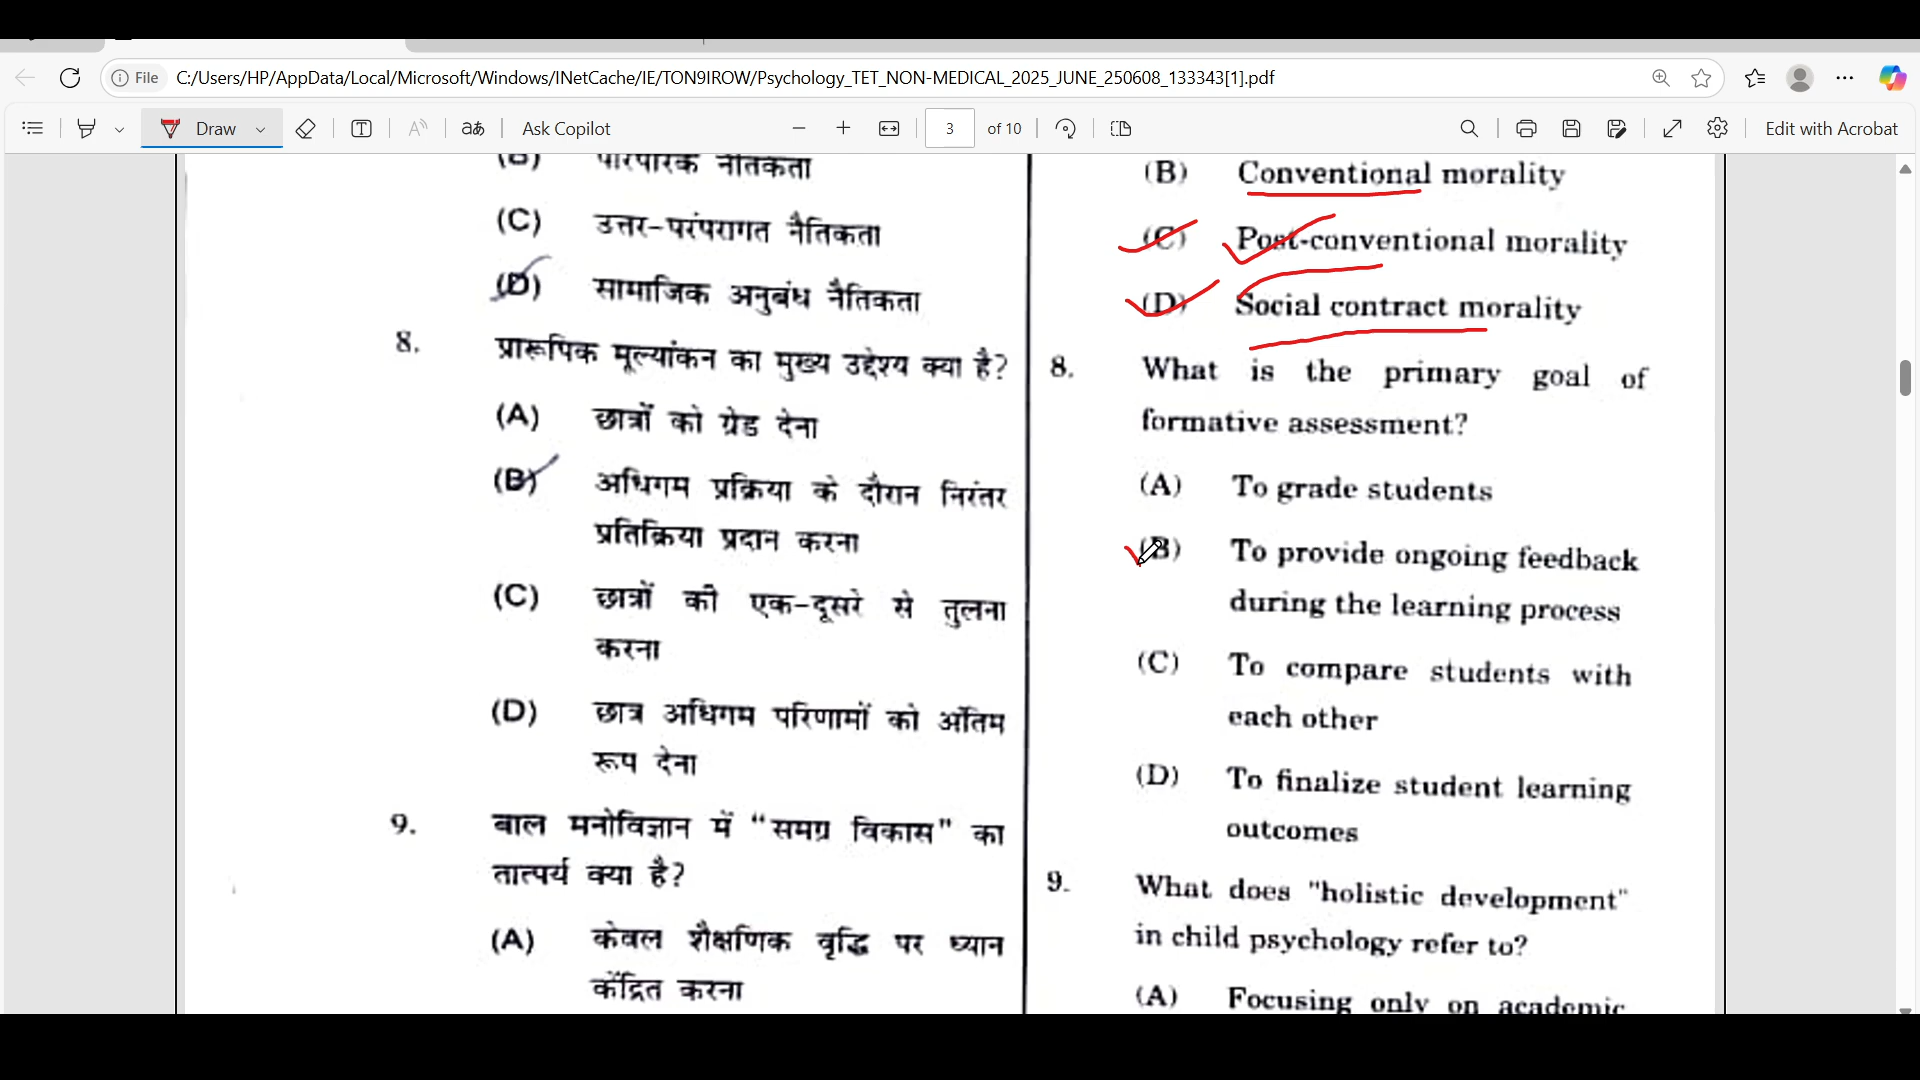 File
C:/Users/HP/AppData/Local/Microsoft/Windows/INetCache/IE/TON9IROW/Psychology_TET_NON-MEDICAL_2025_JUNE_250608_133343[1].pdf
Draw
aあ
Ask Copilot
3
of 10
Edit with Acrobat
नैतिकता
(C) उत्तर-परंपरागत नैतिकता
(D) सामाजिक अनुबंध नैतिकता
8. प्रारूपिक मूल्यांकन का मुख्य उद्देश्य क्या है?
(A) छात्रों को ग्रेड देना
(B) अधिगम प्रक्रिया के दौरान निरंतर
प्रतिक्रिया प्रदान करना
(C) छात्रों की एक-दूसरे से तुलना
करना
(D) छात्र अधिगम परिणामों को अंतिम
रूप देना
9. बाल मनोविज्ञान में “समग्र विकास” का
तात्पर्य क्या है?
(A) केवल शैक्षणिक वृद्धि पर ध्यान
केंद्रित करना
(B) Conventional morality
(C) Post-conventional morality
(D) Social contract morality
8. What is the primary goal of
formative assessment?
(A) To grade students
(B) To provide ongoing feedback
during the learning process
(C) To compare students with
each other
(D) To finalize student learning
outcomes
9. What does "holistic development"
in child psychology refer to?
(A) Focusing only on academic